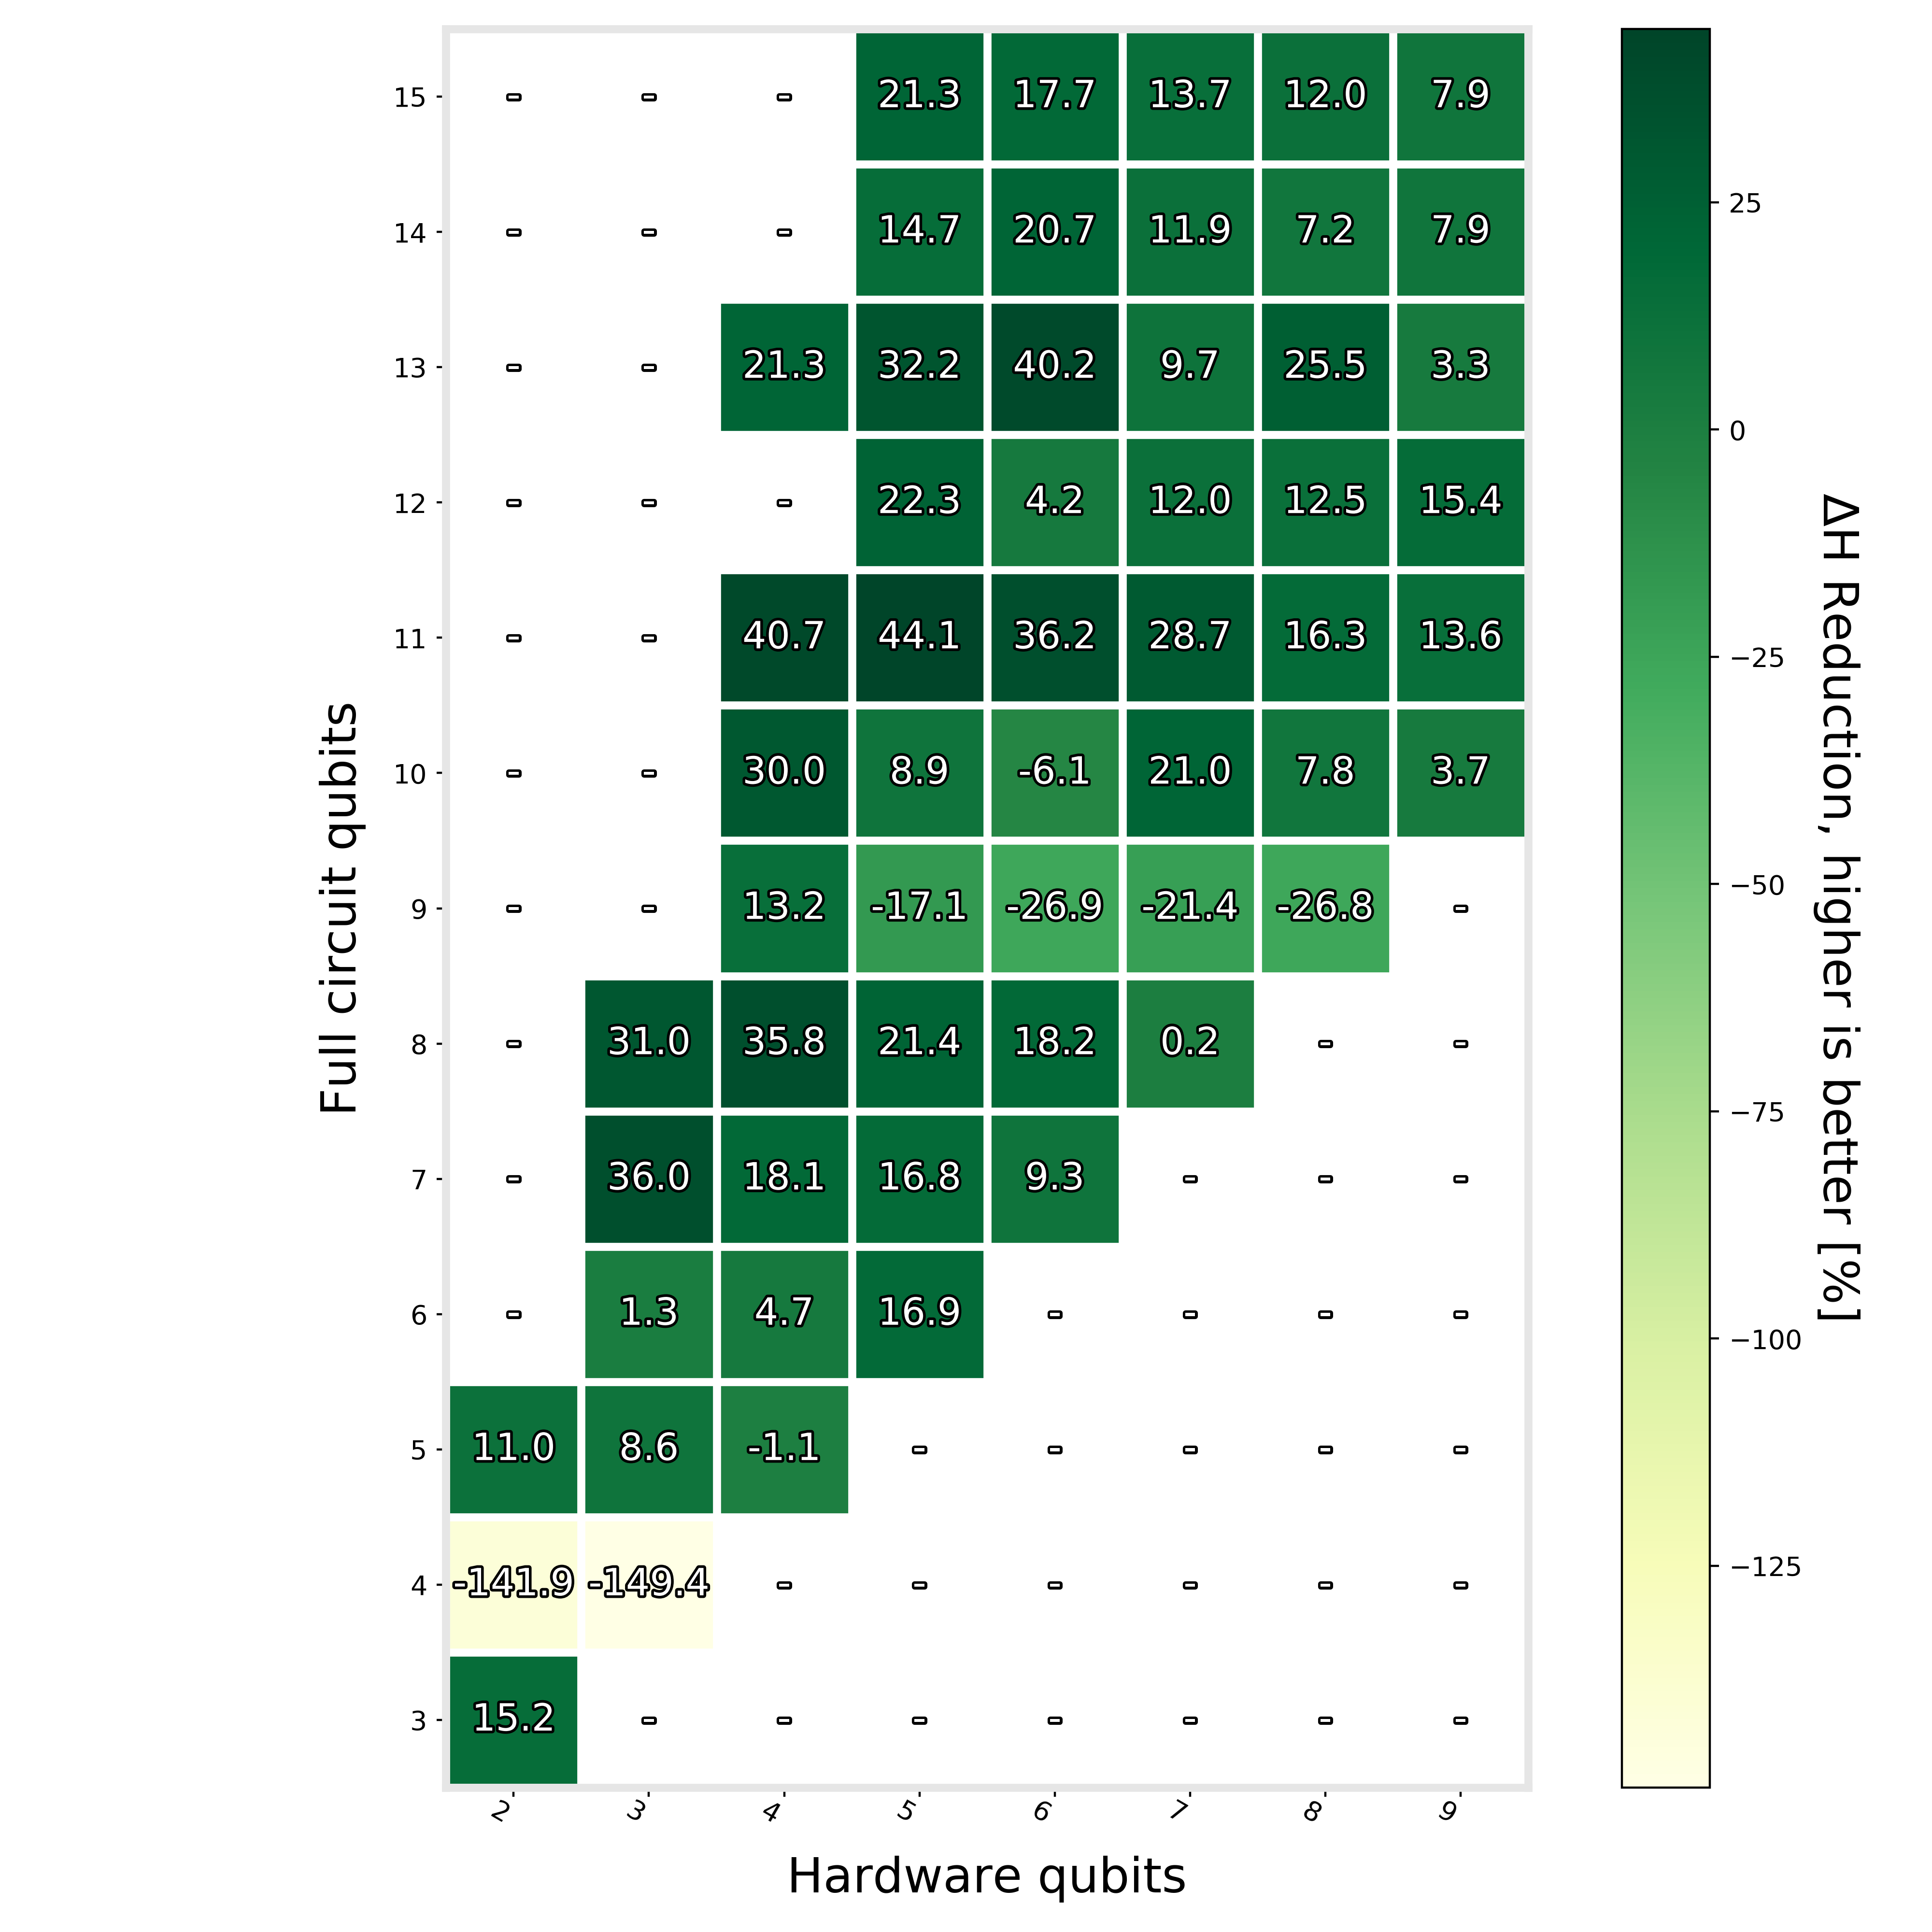 15 - - - 21.3 17.7 13.7 12.0 7.9
14 - - - 14.7 20.7 11.9 7.2 7.9
13 - - 21.3 32.2 40.2 9.7 25.5 3.3
12 - - - 22.3 4.2 12.0 12.5 15.4
11 - - 40.7 44.1 36.2 28.7 16.3 13.6
10 - - 30.0 8.9 -6.1 21.0 7.8 3.7
9 - - 13.2 -17.1 -26.9 -21.4 -26.8 -
8 - 31.0 35.8 21.4 18.2 0.2 - -
7 - 36.0 18.1 16.8 9.3 - - -
6 - 1.3 4.7 16.9 - - - -
5 11.0 8.6 -1.1 - - - - -
4 -141.9 -149.4 - - - - - -
3 15.2 - - - - - - -
2 3 4 5 6 7 8 9
Hardware qubits
Full circuit qubits
25
0
−25
−50
−75
−100
−125
ΔH Reduction, higher is better [%]